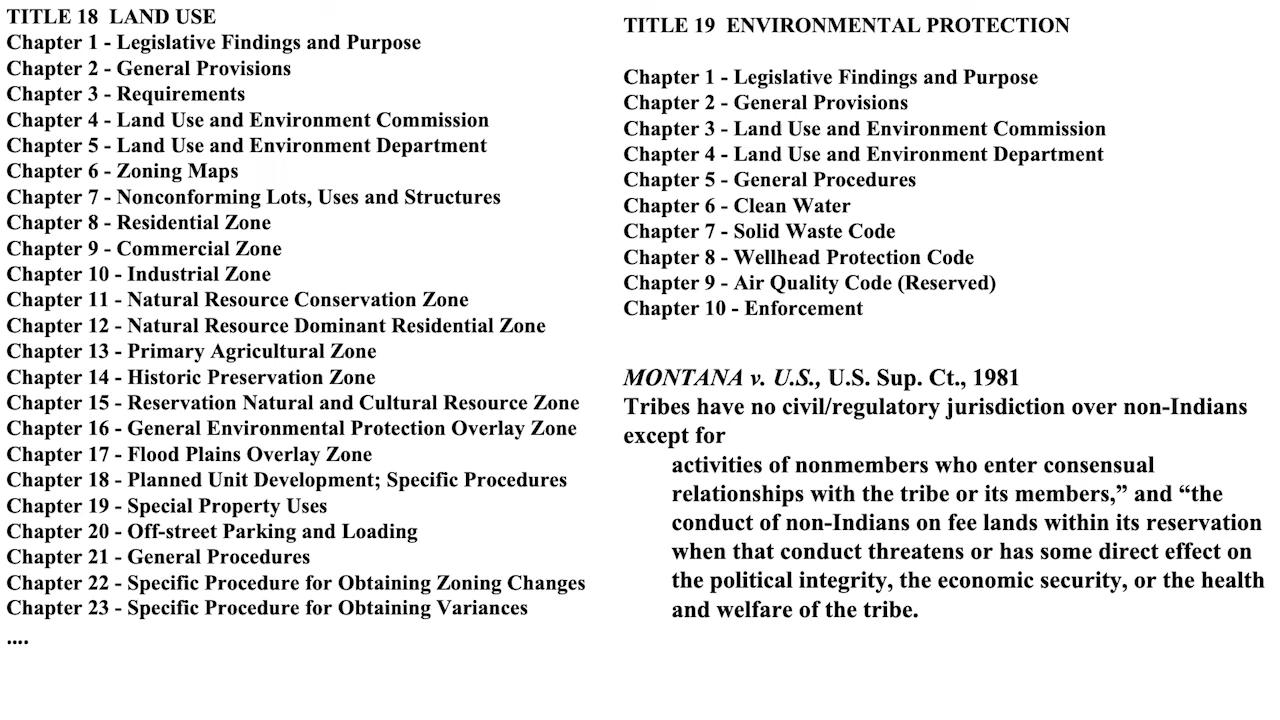 TITLE 18 LAND USE
Chapter 1 - Legislative Findings and Purpose
Chapter 2 - General Provisions
Chapter 3 - Requirements
Chapter 4 - Land Use and Environment Commission
Chapter 5 - Land Use and Environment Department
Chapter 6 - Zoning Maps
Chapter 7 - Nonconforming Lots, Uses and Structures
Chapter 8 - Residential Zone
Chapter 9 - Commercial Zone
Chapter 10 - Industrial Zone
Chapter 11 - Natural Resource Conservation Zone
Chapter 12 - Natural Resource Dominant Residential Zone
Chapter 13 - Primary Agricultural Zone
Chapter 14 - Historic Preservation Zone
Chapter 15 - Reservation Natural and Cultural Resource Zone
Chapter 16 - General Environmental Protection Overlay Zone
Chapter 17 - Flood Plains Overlay Zone
Chapter 18 - Planned Unit Development; Specific Procedures
Chapter 19 - Special Property Uses
Chapter 20 - Off-street Parking and Loading
Chapter 21 - General Procedures
Chapter 22 - Specific Procedure for Obtaining Zoning Changes
Chapter 23 - Specific Procedure for Obtaining Variances
....
TITLE 19 ENVIRONMENTAL PROTECTION
Chapter 1 - Legislative Findings and Purpose
Chapter 2 - General Provisions
Chapter 3 - Land Use and Environment Commission
Chapter 4 - Land Use and Environment Department
Chapter 5 - General Procedures
Chapter 6 - Clean Water
Chapter 7 - Solid Waste Code
Chapter 8 - Wellhead Protection Code
Chapter 9 - Air Quality Code (Reserved)
Chapter 10 - Enforcement
MONTANA v. U.S., U.S. Sup. Ct., 1981
Tribes have no civil/regulatory jurisdiction over non-Indians
except for
activities of nonmembers who enter consensual
relationships with the tribe or its members,” and “the
conduct of non-Indians on fee lands within its reservation
when that conduct threatens or has some direct effect on
the political integrity, the economic security, or the health
and welfare of the tribe.